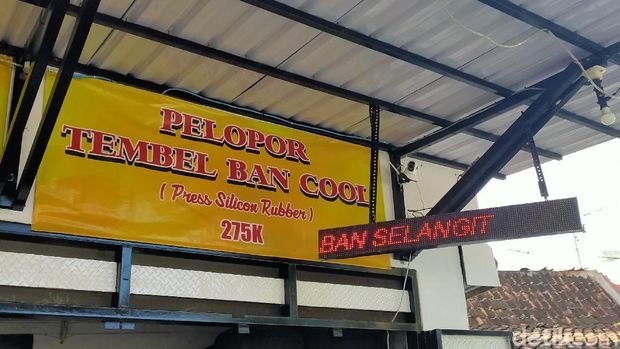 PELOPOR
TEMBEL BAN COOL
( Press Silicon Rubber )
275K
BAN SELANGIT
detikcom